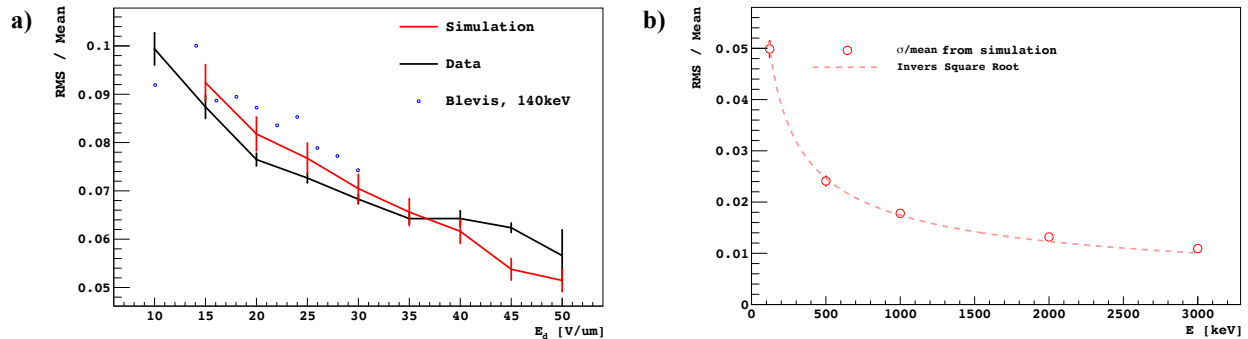 a)
RMS / Mean
0.1
0.09
0.08
0.07
0.06
0.05
Simulation
Data
Blevis, 140keV
10 15 20 25 30 35 40 45 50
E_d [V/um]
b)
RMS / Mean
0.05
0.04
0.03
0.02
0.01
0
σ/mean from simulation
Invers Square Root
0 500 1000 1500 2000 2500 3000
E [keV]